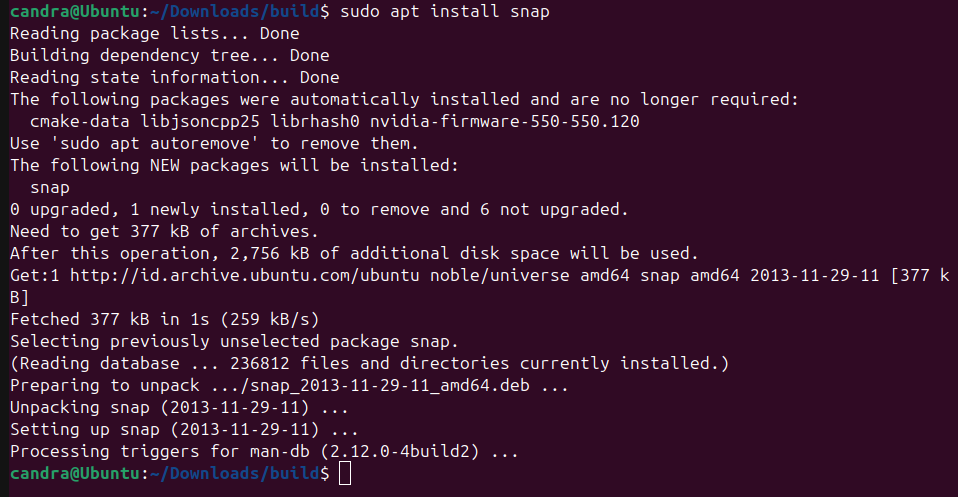 candra@Ubuntu:~/Downloads/build$ sudo apt install snap
Reading package lists... Done
Building dependency tree... Done
Reading state information... Done
The following packages were automatically installed and are no longer required:
  cmake-data libjsoncpp25 librhash0 nvidia-firmware-550-550.120
Use 'sudo apt autoremove' to remove them.
The following NEW packages will be installed:
  snap
0 upgraded, 1 newly installed, 0 to remove and 6 not upgraded.
Need to get 377 kB of archives.
After this operation, 2,756 kB of additional disk space will be used.
Get:1 http://id.archive.ubuntu.com/ubuntu noble/universe amd64 snap amd64 2013-11-29-11 [377 k
B]
Fetched 377 kB in 1s (259 kB/s)
Selecting previously unselected package snap.
(Reading database ... 236812 files and directories currently installed.)
Preparing to unpack .../snap_2013-11-29-11_amd64.deb ...
Unpacking snap (2013-11-29-11) ...
Setting up snap (2013-11-29-11) ...
Processing triggers for man-db (2.12.0-4build2) ...
candra@Ubuntu:~/Downloads/build$